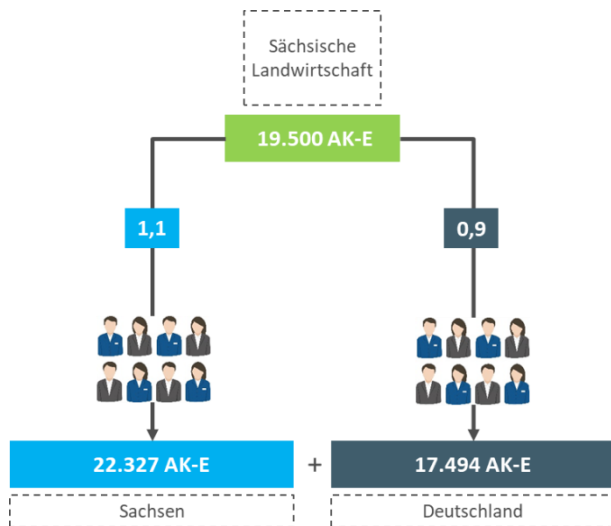 Sächsische
Landwirtschaft
19.500 AK-E
1,1
0,9
22.327 AK-E
+
17.494 AK-E
Sachsen
Deutschland